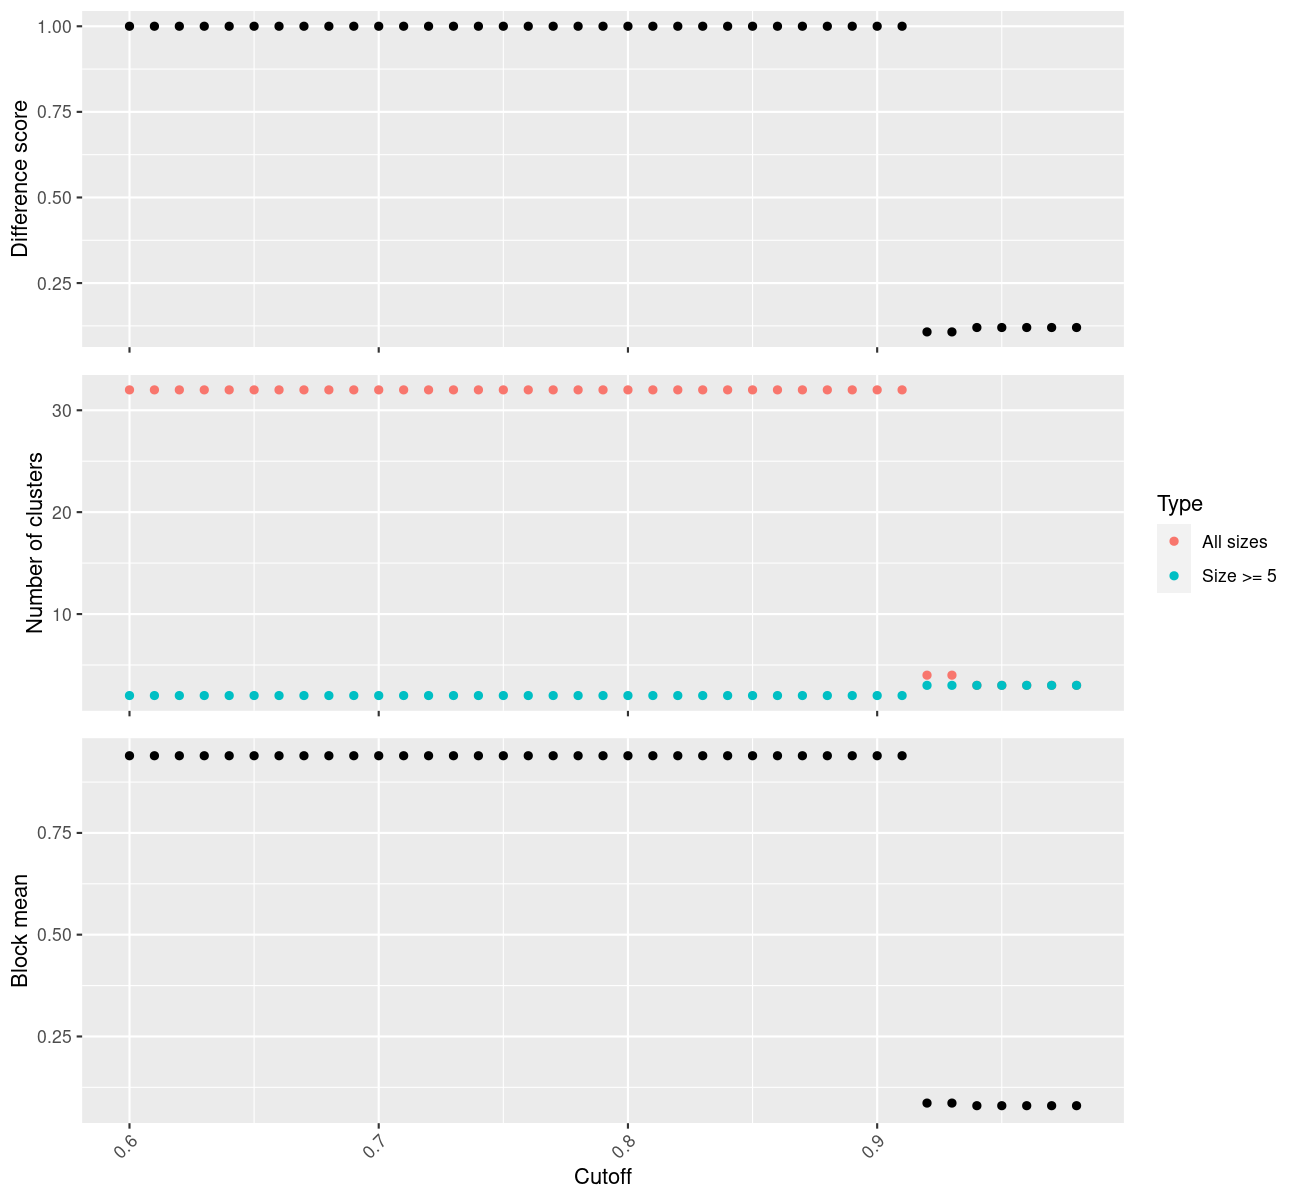 Difference score
1.00
0.75
0.50
0.25
Number of clusters
30
20
10
Type
All sizes
Size >= 5
Block mean
0.75
0.50
0.25
0.6
0.7
0.8
0.9
Cutoff